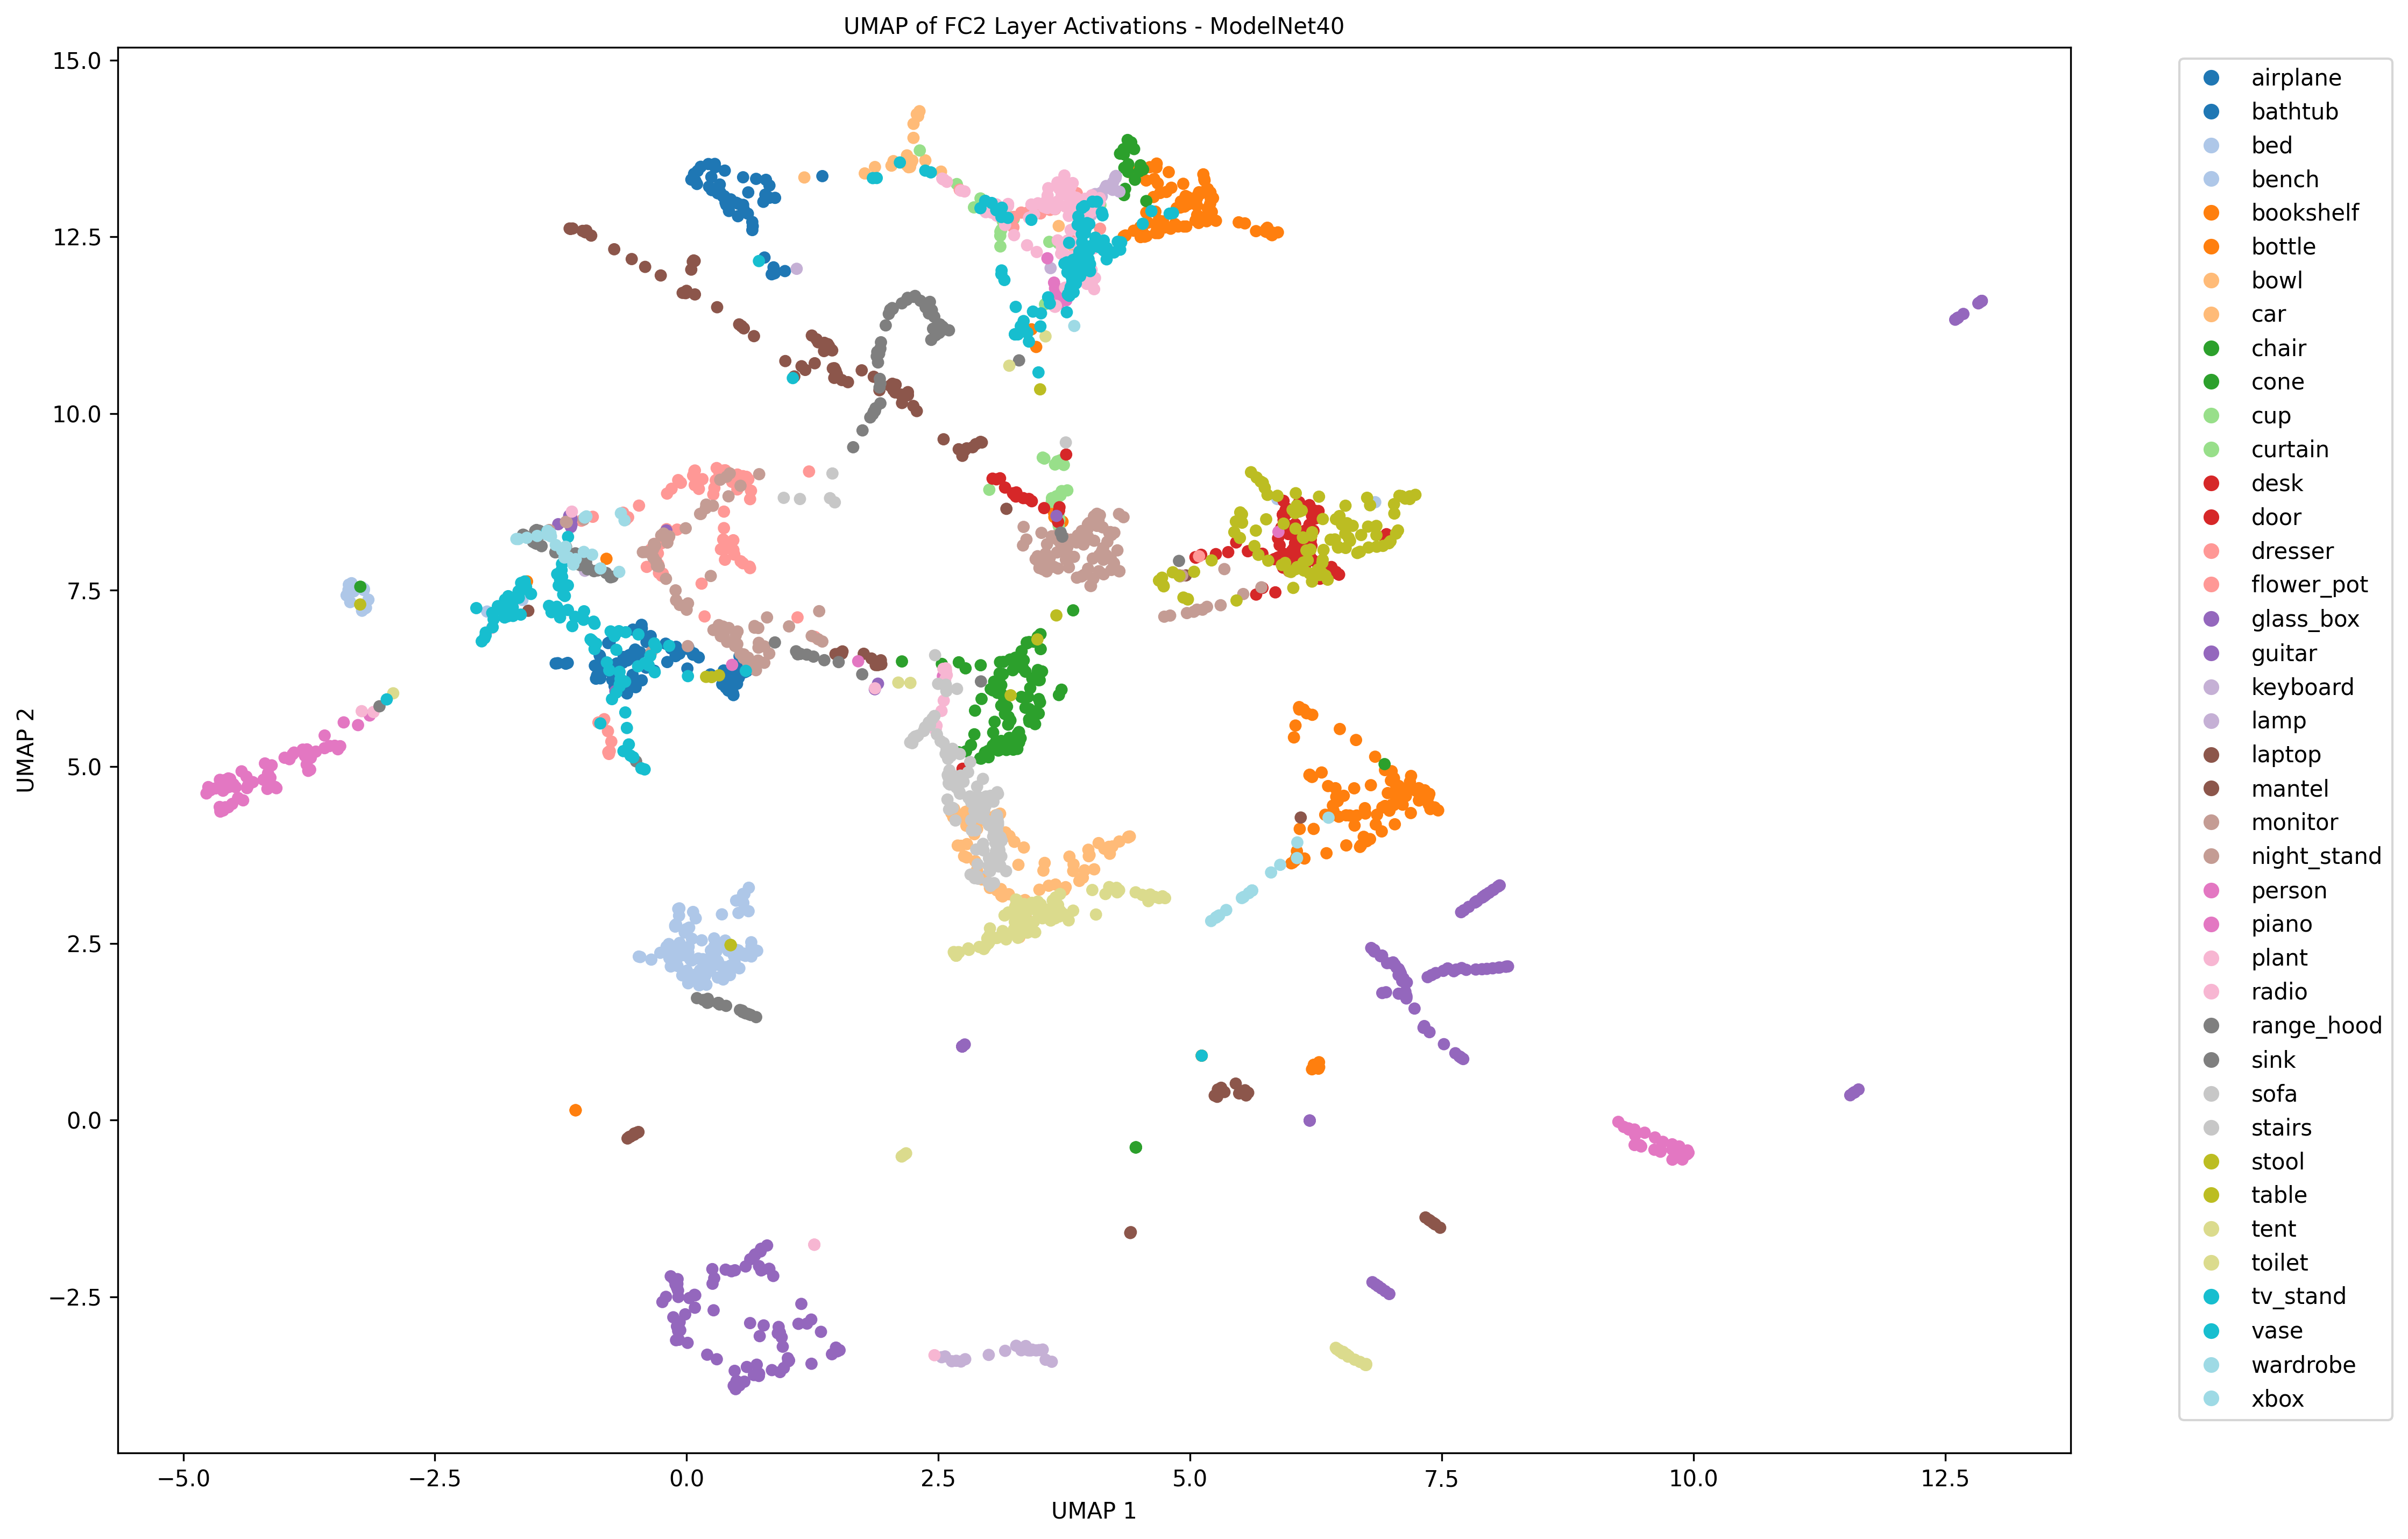 UMAP of FC2 Layer Activations - ModelNet40
15.0
12.5
10.0
7.5
5.0
2.5
0.0
−2.5
UMAP 2
−5.0
−2.5
0.0
2.5
5.0
7.5
10.0
12.5
UMAP 1
airplane
bathtub
bed
bench
bookshelf
bottle
bowl
car
chair
cone
cup
curtain
desk
door
dresser
flower_pot
glass_box
guitar
keyboard
lamp
laptop
mantel
monitor
night_stand
person
piano
plant
radio
range_hood
sink
sofa
stairs
stool
table
tent
toilet
tv_stand
vase
wardrobe
xbox